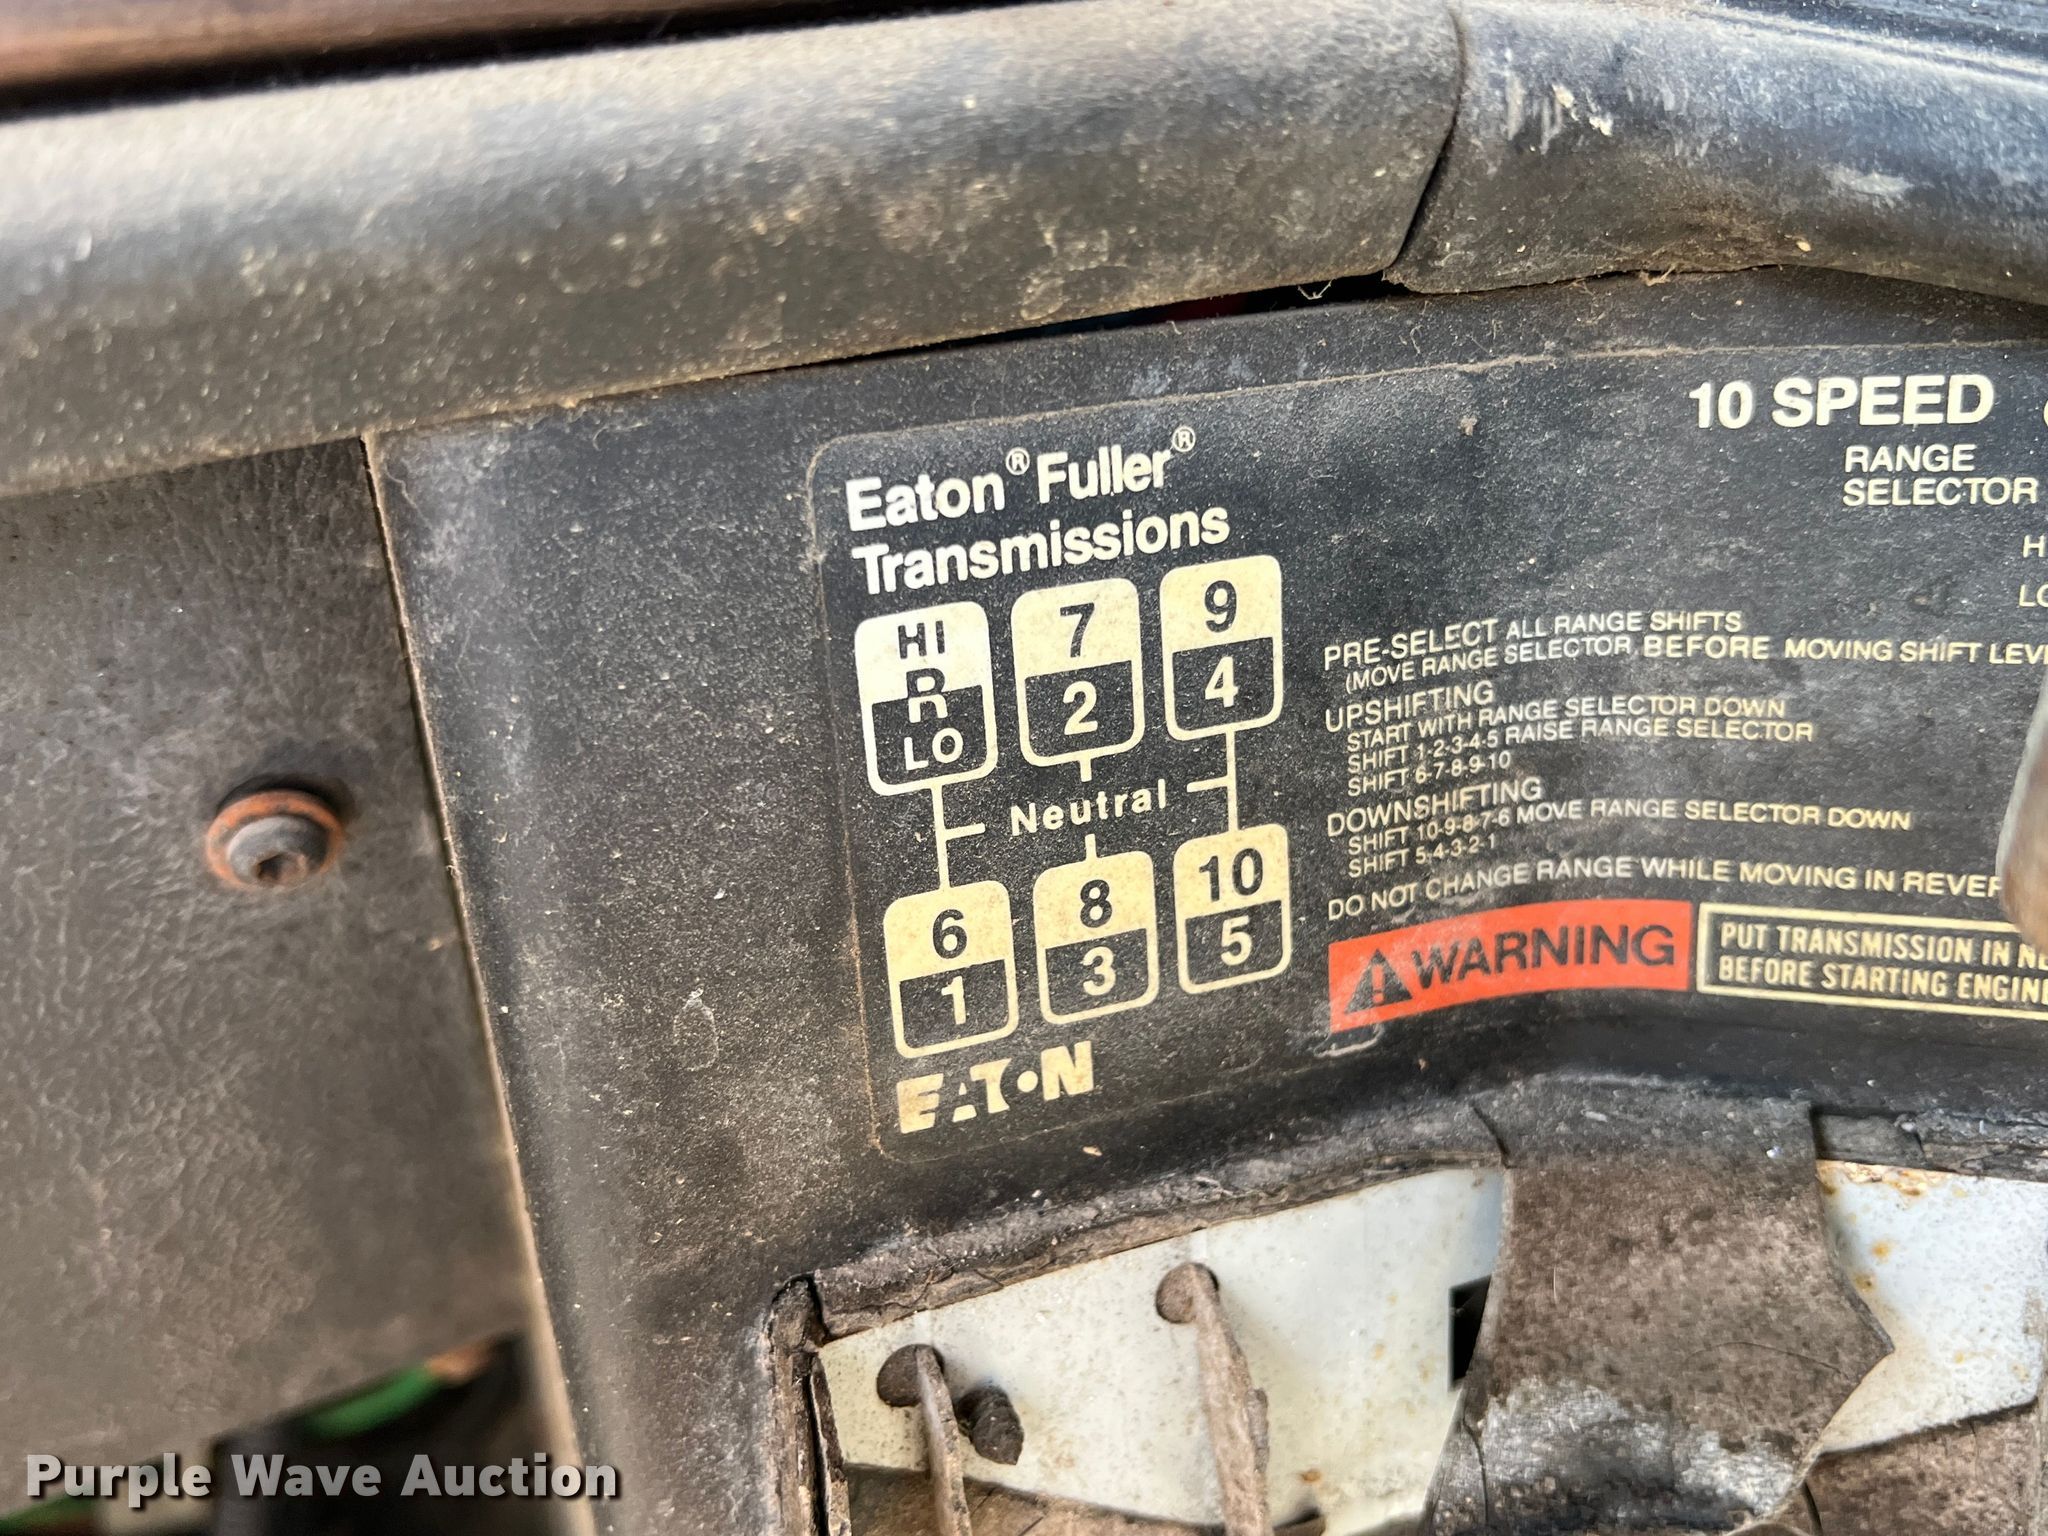 10 SPEED
RANGE
SELECTOR
Eaton® Fuller®
Transmissions
HI 7 9
R 2 4
LO
Neutral
6 8 10
1 3 5
EATON
PRE-SELECT ALL RANGE SHIFTS
(MOVE RANGE SELECTOR BEFORE MOVING SHIFT LEV
UPSHIFTING
START WITH RANGE SELECTOR DOWN
SHIFT 1-2-3-4-5 RAISE RANGE SELECTOR
SHIFT 6-7-8-9-10
DOWNSHIFTING
SHIFT 10-9-8-7-6 MOVE RANGE SELECTOR DOWN
SHIFT 5-4-3-2-1
DO NOT CHANGE RANGE WHILE MOVING IN REVER
WARNING
PUT TRANSMISSION IN NE
BEFORE STARTING ENGINE
Purple Wave Auction